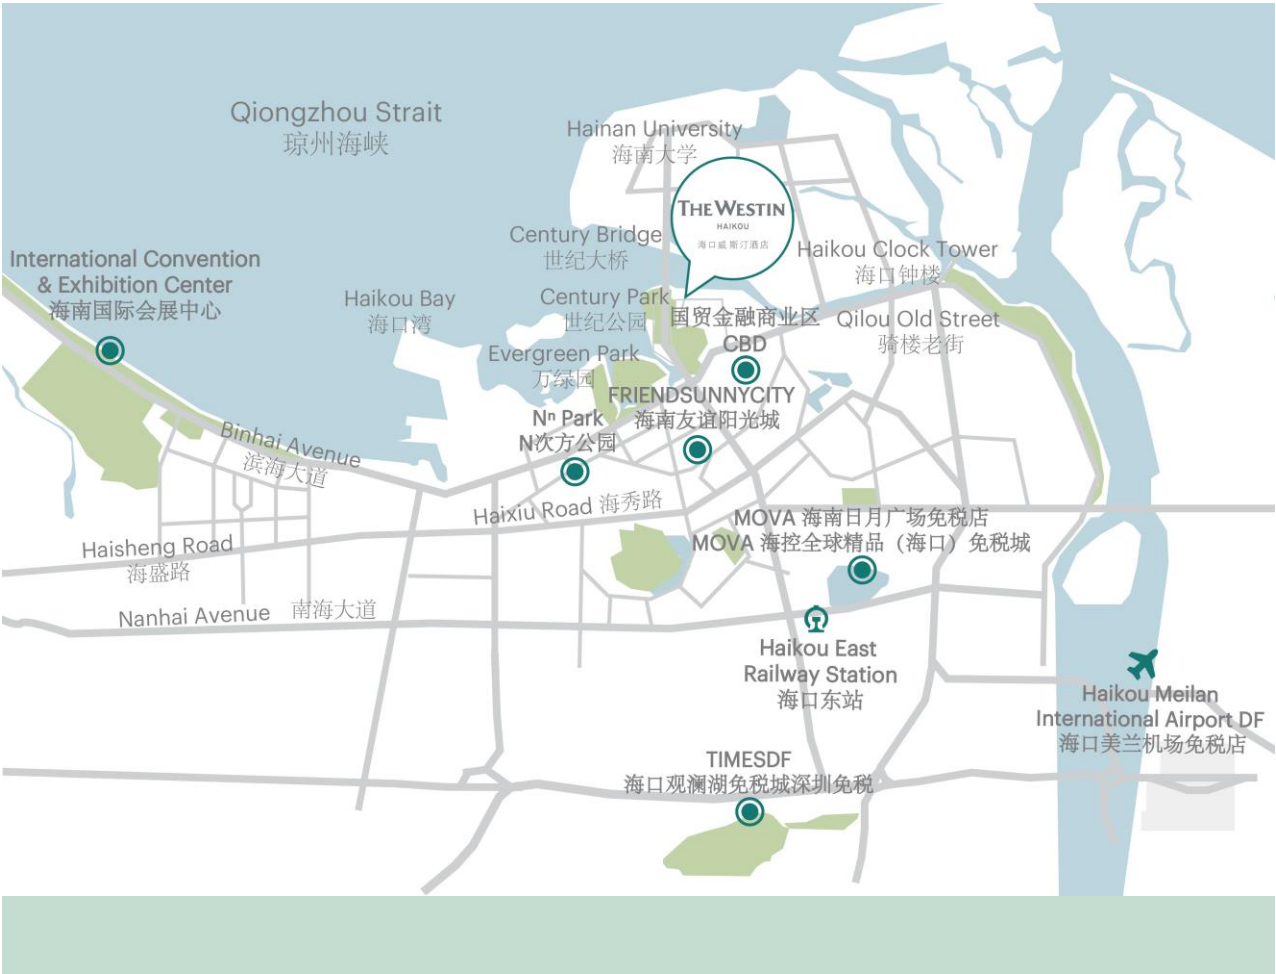 Qiongzhou Strait
琼州海峡
Hainan University
海南大学
THE WESTIN
HAIKOU
海口威斯汀酒店
Century Bridge
世纪大桥
Haikou Clock Tower
海口钟楼
International Convention
& Exhibition Center
海南国际会展中心
Haikou Bay
海口湾
Century Park
世纪公园
国贸金融商业区
CBD
Qilou Old Street
骑楼老街
Evergreen Park
万绿园
FRIENDSUNNYCITY
海南友谊阳光城
Nⁿ Park
N次方公园
Binhai Avenue
滨海大道
Haixiu Road 海秀路
MOVA 海南日月广场免税店
MOVA 海控全球精品（海口）免税城
Haisheng Road
海盛路
Nanhai Avenue 南海大道
Haikou East
Railway Station
海口东站
Haikou Meilan
International Airport DF
海口美兰机场免税店
TIMESDF
海口观澜湖免税城深圳免税